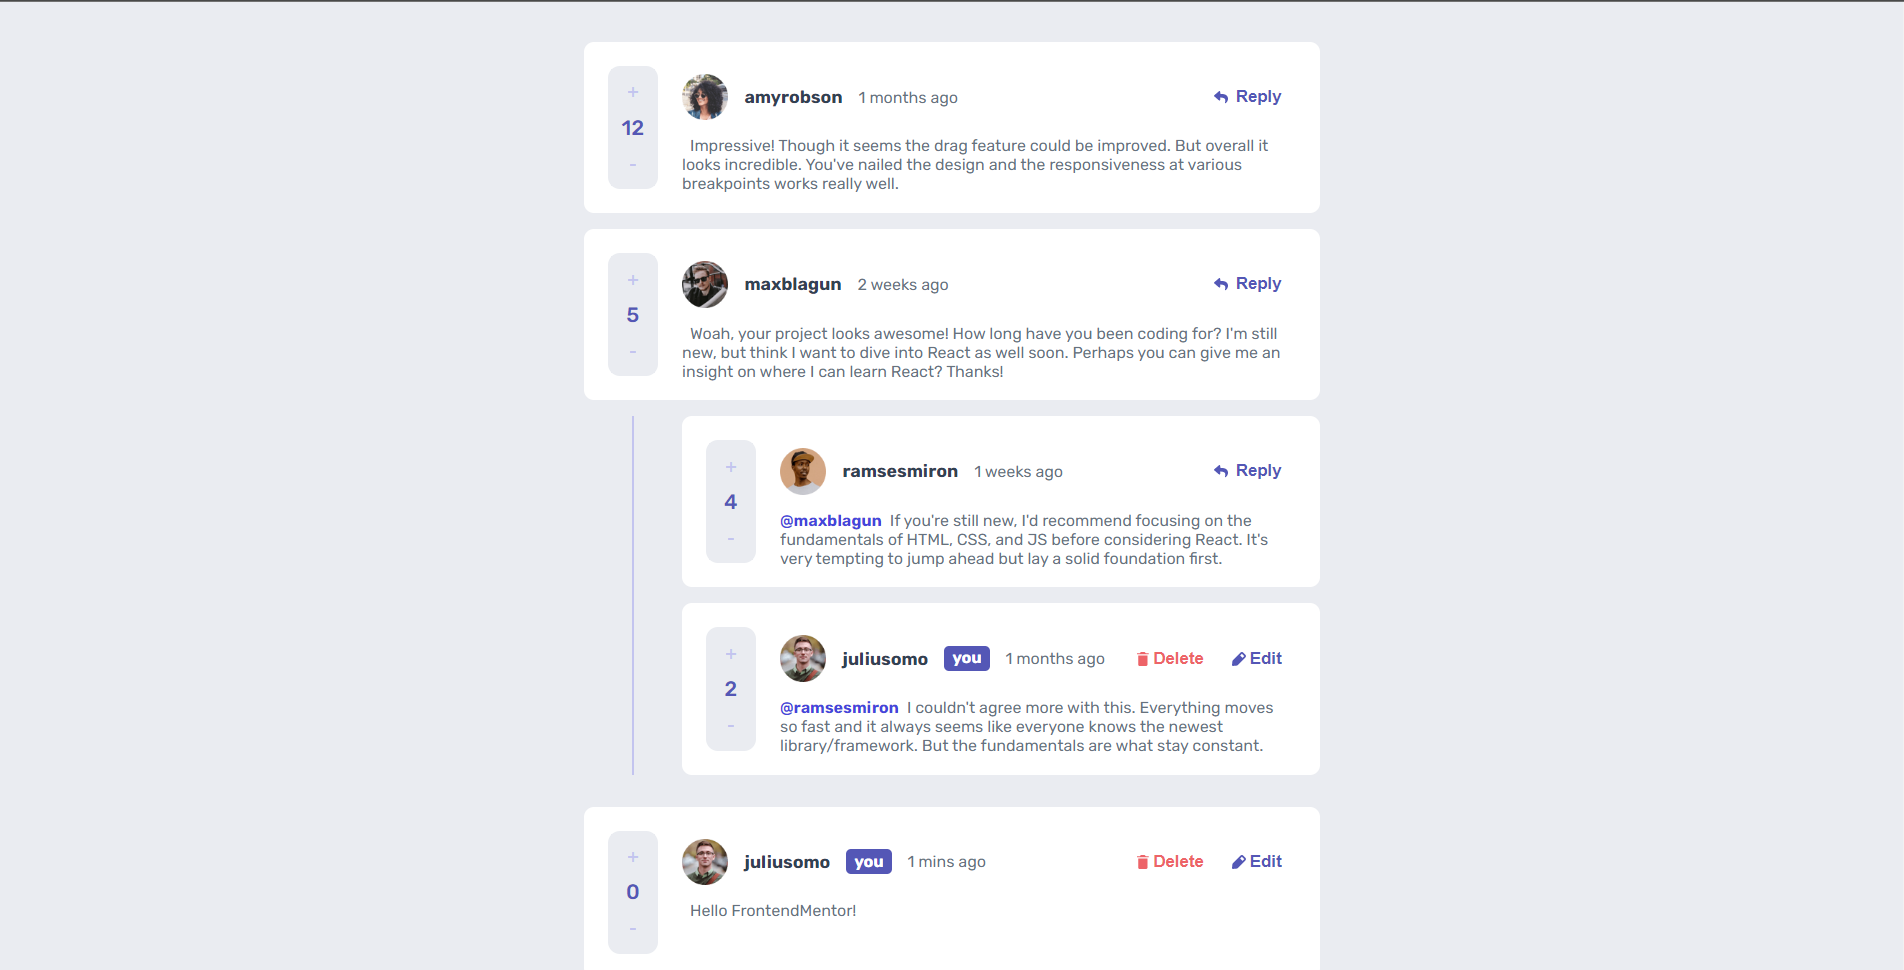 +
12
-
amyrobson 1 months ago Reply
Impressive! Though it seems the drag feature could be improved. But overall it
looks incredible. You've nailed the design and the responsiveness at various
breakpoints works really well.
+
5
-
maxblagun 2 weeks ago Reply
Woah, your project looks awesome! How long have you been coding for? I'm still
new, but think I want to dive into React as well soon. Perhaps you can give me an
insight on where I can learn React? Thanks!
+
4
-
ramsesmiron 1 weeks ago Reply
@maxblagun If you're still new, I'd recommend focusing on the
fundamentals of HTML, CSS, and JS before considering React. It's
very tempting to jump ahead but lay a solid foundation first.
+
2
-
juliusomo you 1 months ago Delete Edit
@ramsesmiron I couldn't agree more with this. Everything moves
so fast and it always seems like everyone knows the newest
library/framework. But the fundamentals are what stay constant.
+
0
-
juliusomo you 1 mins ago Delete Edit
Hello FrontendMentor!